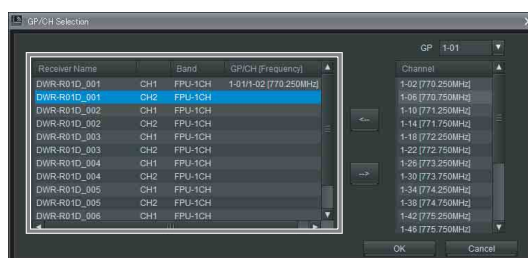 GP/CH Selection
GP 1-01
Receiver Name Band GP/CH [Frequency]
DWR-R01D_001 CH1 FPU-1CH 1-01/1-02 [770.250MHz]
DWR-R01D_001 CH2 FPU-1CH
DWR-R01D_002 CH1 FPU-1CH
DWR-R01D_002 CH2 FPU-1CH
DWR-R01D_003 CH1 FPU-1CH
DWR-R01D_003 CH2 FPU-1CH
DWR-R01D_004 CH1 FPU-1CH
DWR-R01D_004 CH2 FPU-1CH
DWR-R01D_005 CH1 FPU-1CH
DWR-R01D_005 CH2 FPU-1CH
DWR-R01D_006 CH1 FPU-1CH
<--
-->
Channel
1-02 [770.250MHz]
1-06 [770.750MHz]
1-10 [771.250MHz]
1-14 [771.750MHz]
1-18 [772.250MHz]
1-22 [772.750MHz]
1-26 [773.250MHz]
1-30 [773.750MHz]
1-34 [774.250MHz]
1-38 [774.750MHz]
1-42 [775.250MHz]
1-46 [775.750MHz]
OK Cancel